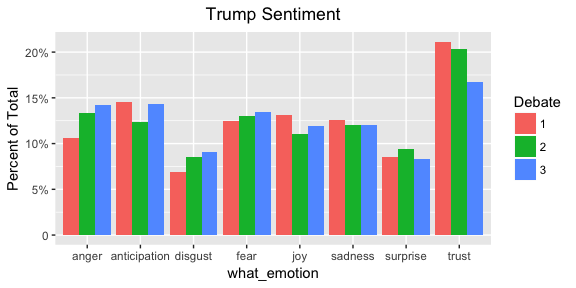 Trump Sentiment
Percent of Total
20%
15%
10%
5%
0
anger anticipation disgust fear joy sadness surprise trust
what_emotion
Debate
1
2
3